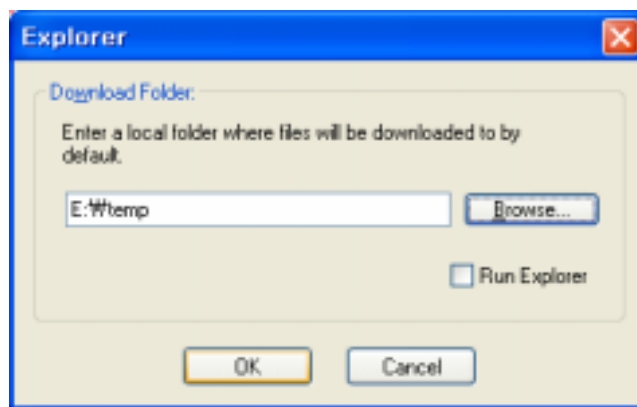 Explorer
Download Folder:
Enter a local folder where files will be downloaded to by
default.
E:₩temp
Browse...
Run Explorer
OK
Cancel